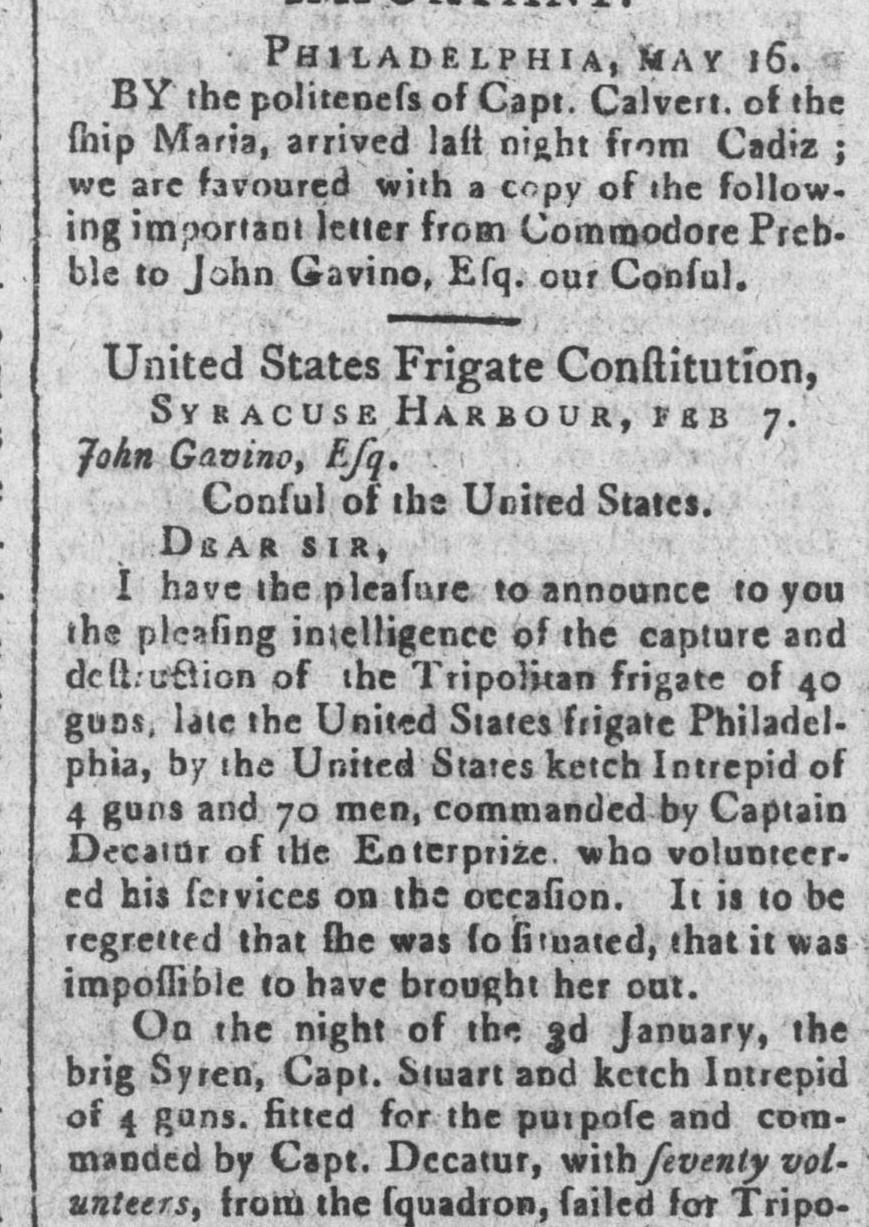 PHILADELPHIA, MAY 16.
BY the politeneſs of Capt. Calvert. of the
ſhip Maria, arrived laſt night from Cadiz ;
we are favoured with a copy of the follow-
ing important letter from Commodore Preb-
ble to John Gavino, Eſq. our Conſul.
United States Frigate Conſtitution,
SYRACUSE HARBOUR, FEB 7.
John Gavino, Eſq.
Conſul of the United States.
DEAR SIR,
I have the pleaſure to announce to you
the pleaſing intelligence of the capture and
deſtruction of the Tripolitan frigate of 40
guns, late the United States frigate Philadel-
phia, by the United States ketch Intrepid of
4 guns and 70 men, commanded by Captain
Decatur of the Enterprize. who volunteer-
ed his ſervices on the occaſion. It is to be
regretted that ſhe was ſo ſituated, that it was
impoſſible to have brought her out.
On the night of the 3d January, the
brig Syren, Capt. Stuart and ketch Intrepid
of 4 guns. fitted for the purpoſe and com-
manded by Capt. Decatur, with ſeventy vol-
unteers, from the ſquadron, ſailed for Tripo-